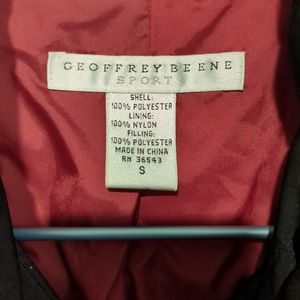 GEOFFREY BEENE
SPORT
SHELL:
100% POLYESTER
LINING:
100% NYLON
FILLING:
100% POLYESTER
MADE IN CHINA
RN 36543
S